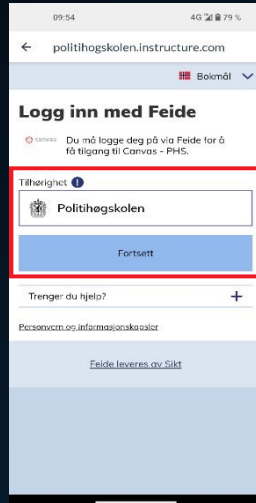 09:54
4G 79 %
politihogskolen.instructure.com
Bokmål
Logg inn med Feide
canvas
Du må logge deg på via Feide for å
få tilgang til Canvas - PHS.
Tilhørighet
Politihøgskolen
Fortsett
Trenger du hjelp?
Personvern og informasjonskapsler
Feide leveres av Sikt